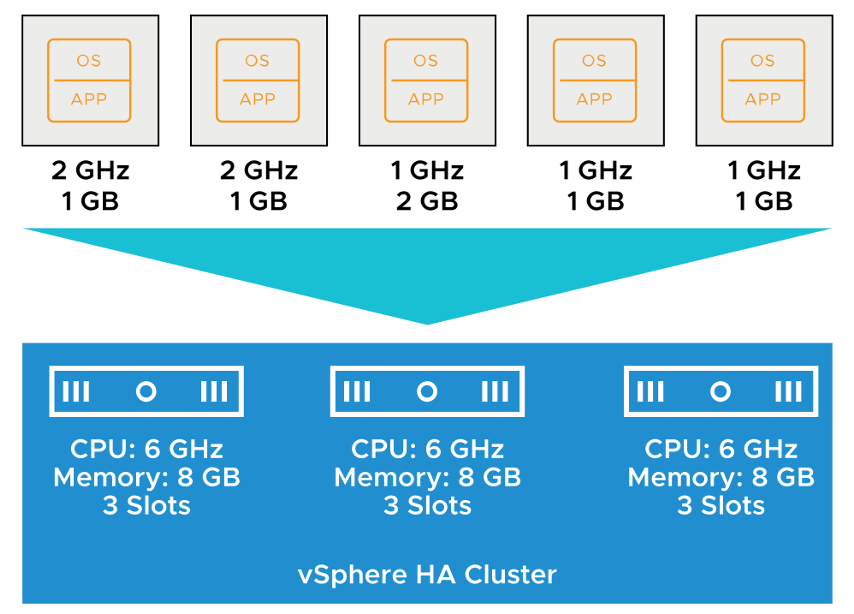 OS
APP
OS
APP
OS
APP
OS
APP
OS
APP
2 GHz
1 GB
2 GHz
1 GB
1 GHz
2 GB
1 GHz
1 GB
1 GHz
1 GB
CPU: 6 GHz
Memory: 8 GB
3 Slots
CPU: 6 GHz
Memory: 8 GB
3 Slots
CPU: 6 GHz
Memory: 8 GB
3 Slots
vSphere HA Cluster